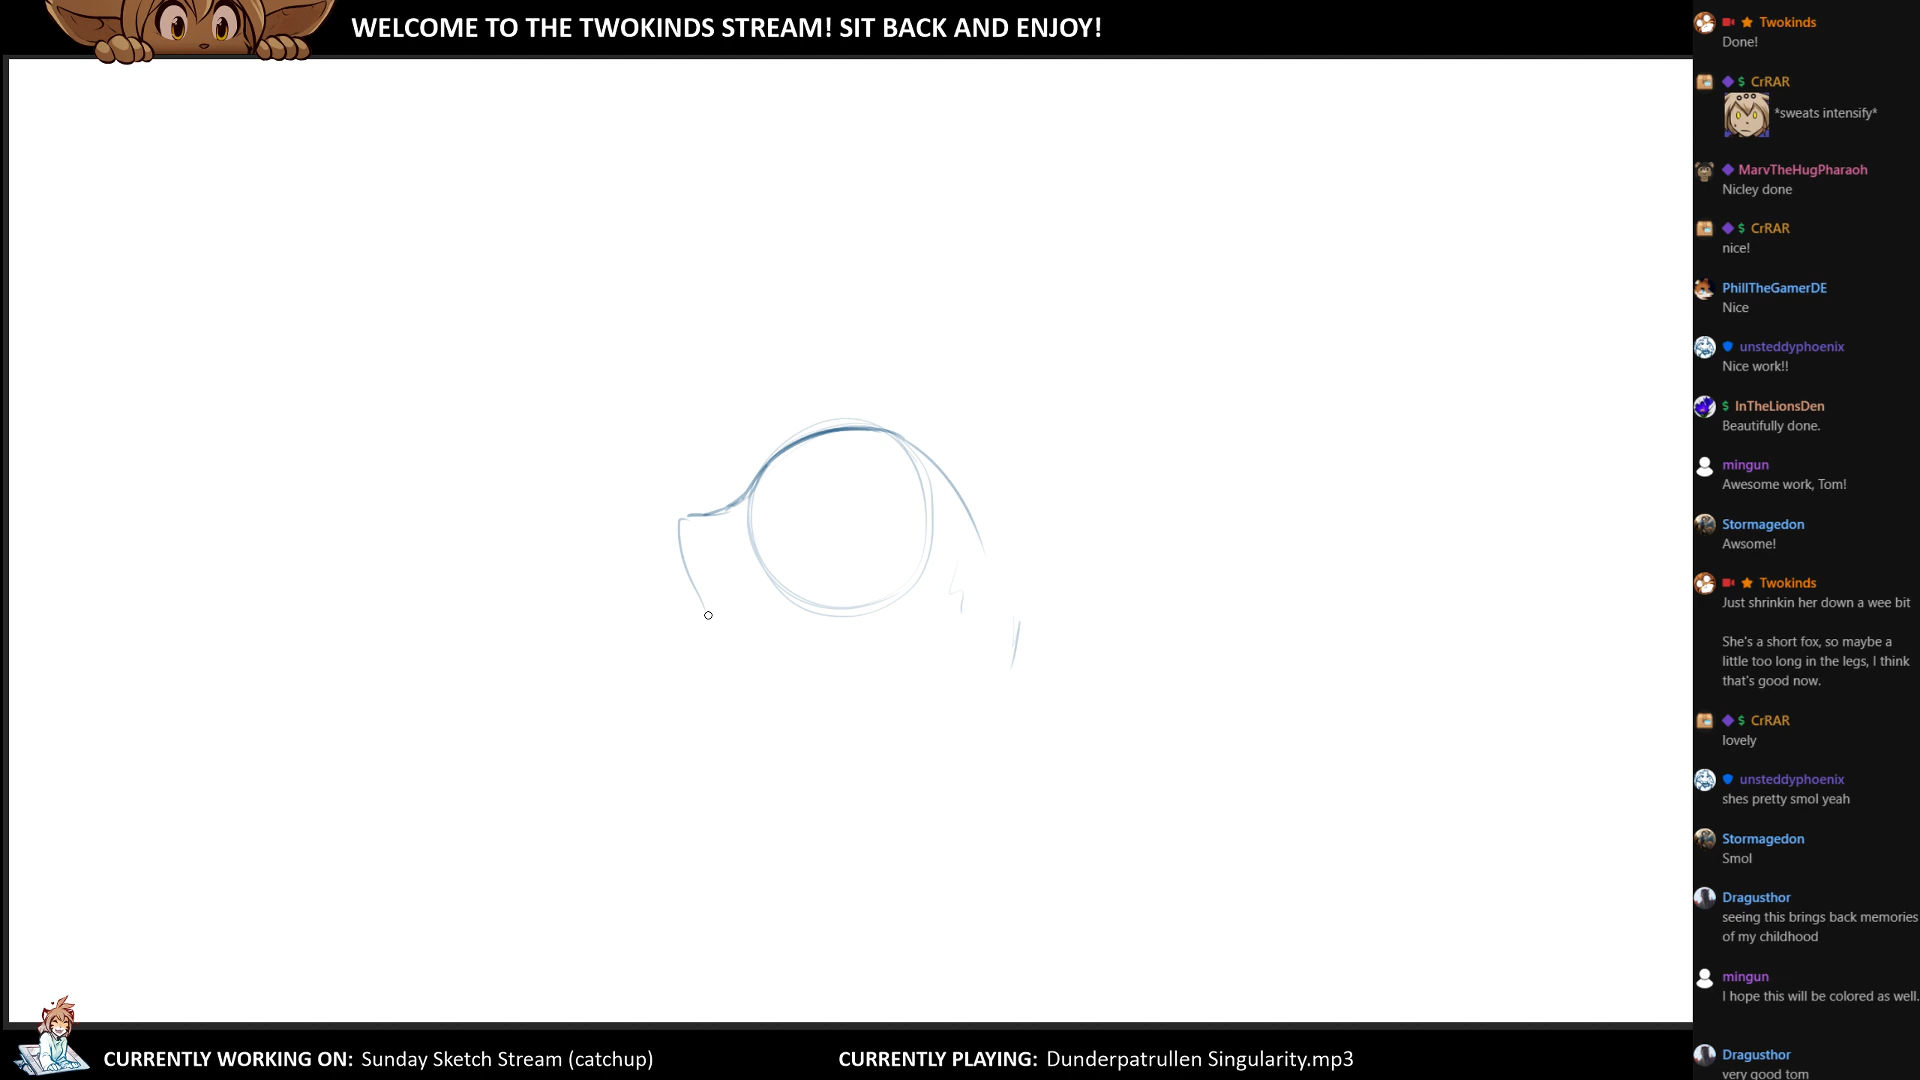 WELCOME TO THE TWOKINDS STREAM! SIT BACK AND ENJOY!
Twokinds
Done!
$ CrRAR
*sweats intensify*
MarvTheHugPharaoh
Nicley done
$ CrRAR
nice!
PhillTheGamerDE
Nice
unsteddyphoenix
Nice work!!
$ InTheLionsDen
Beautifully done.
mingun
Awesome work, Tom!
Stormagedon
Awsome!
Twokinds
Just shrinkin her down a wee bit
She's a short fox, so maybe a
little too long in the legs, I think
that's good now.
$ CrRAR
lovely
unsteddyphoenix
shes pretty smol yeah
Stormagedon
Smol
Dragusthor
seeing this brings back memories
of my childhood
mingun
I hope this will be colored as well.
Dragusthor
very good tom
CURRENTLY WORKING ON: Sunday Sketch Stream (catchup)
CURRENTLY PLAYING: Dunderpatrullen Singularity.mp3